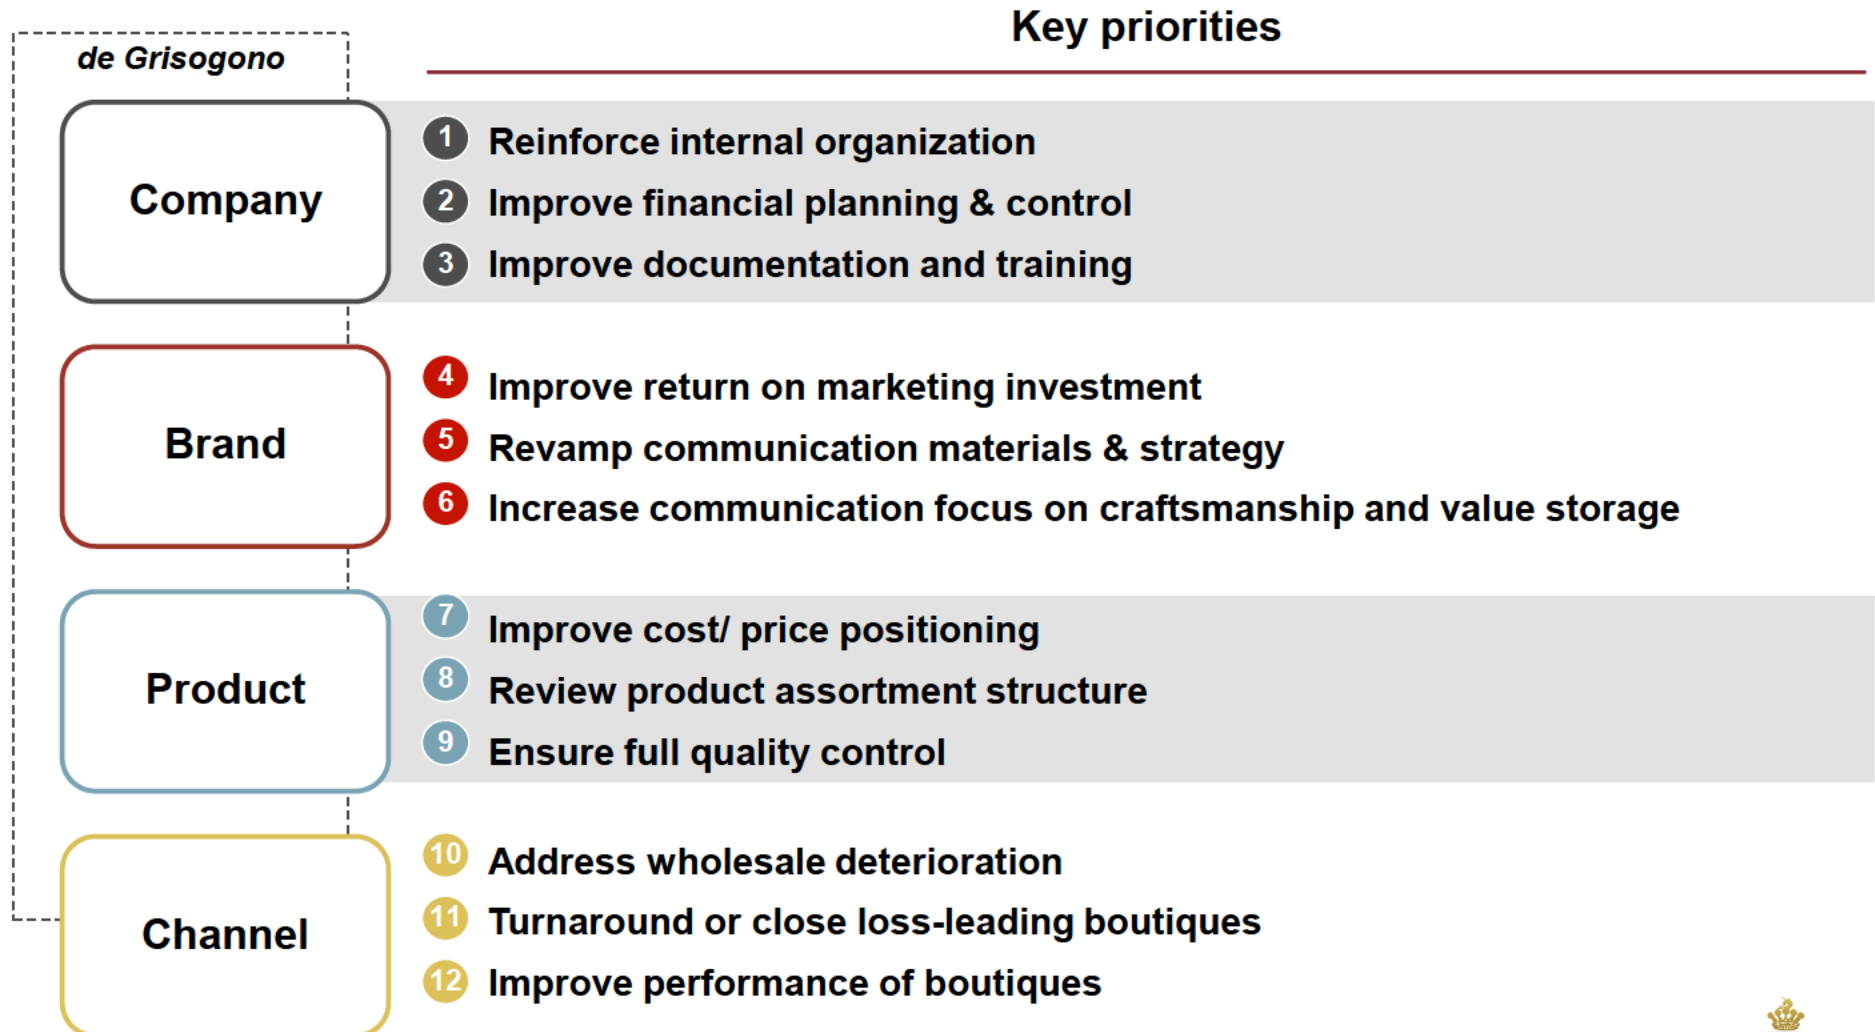 Key priorities
de Grisogono
Company
1 Reinforce internal organization
2 Improve financial planning & control
3 Improve documentation and training
Brand
4 Improve return on marketing investment
5 Revamp communication materials & strategy
6 Increase communication focus on craftsmanship and value storage
Product
7 Improve cost/ price positioning
8 Review product assortment structure
9 Ensure full quality control
Channel
10 Address wholesale deterioration
11 Turnaround or close loss-leading boutiques
12 Improve performance of boutiques